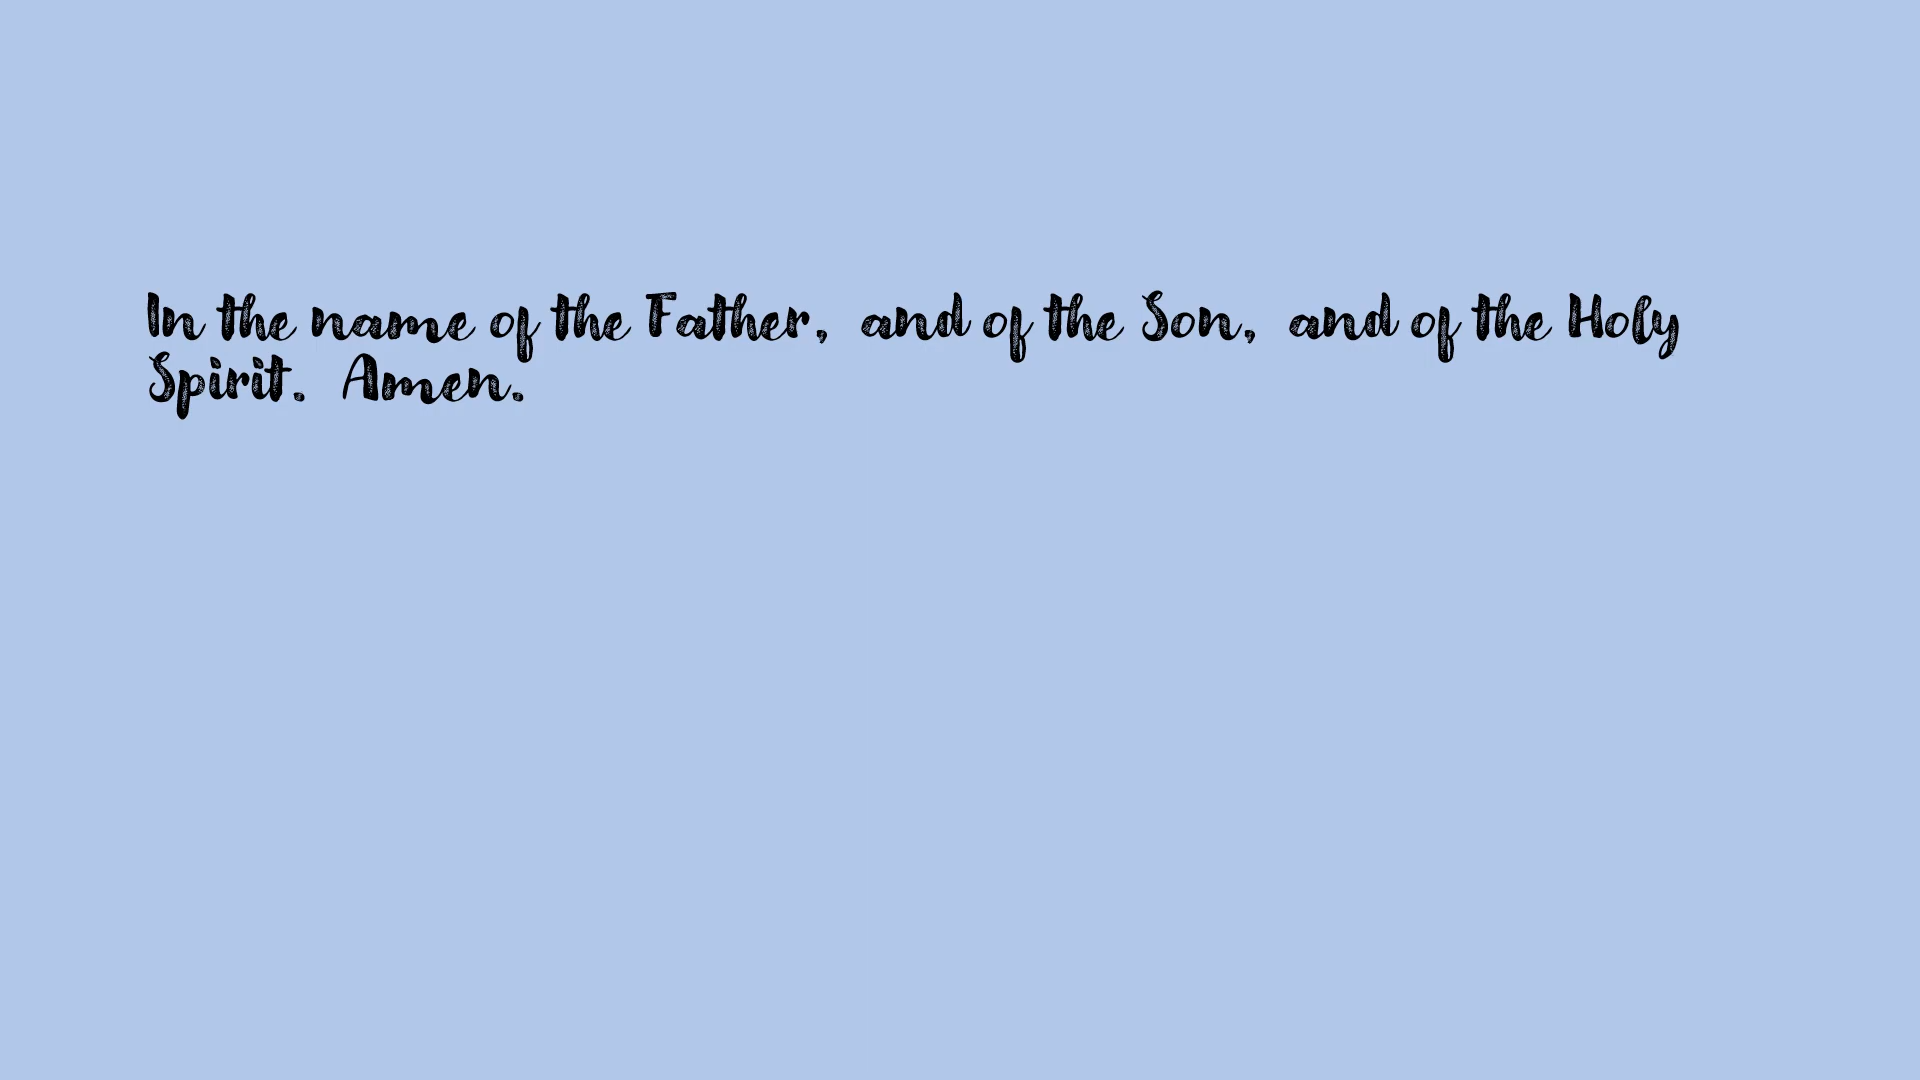 In the name of the Father, and of the Son, and of the Holy
Spirit. Amen.